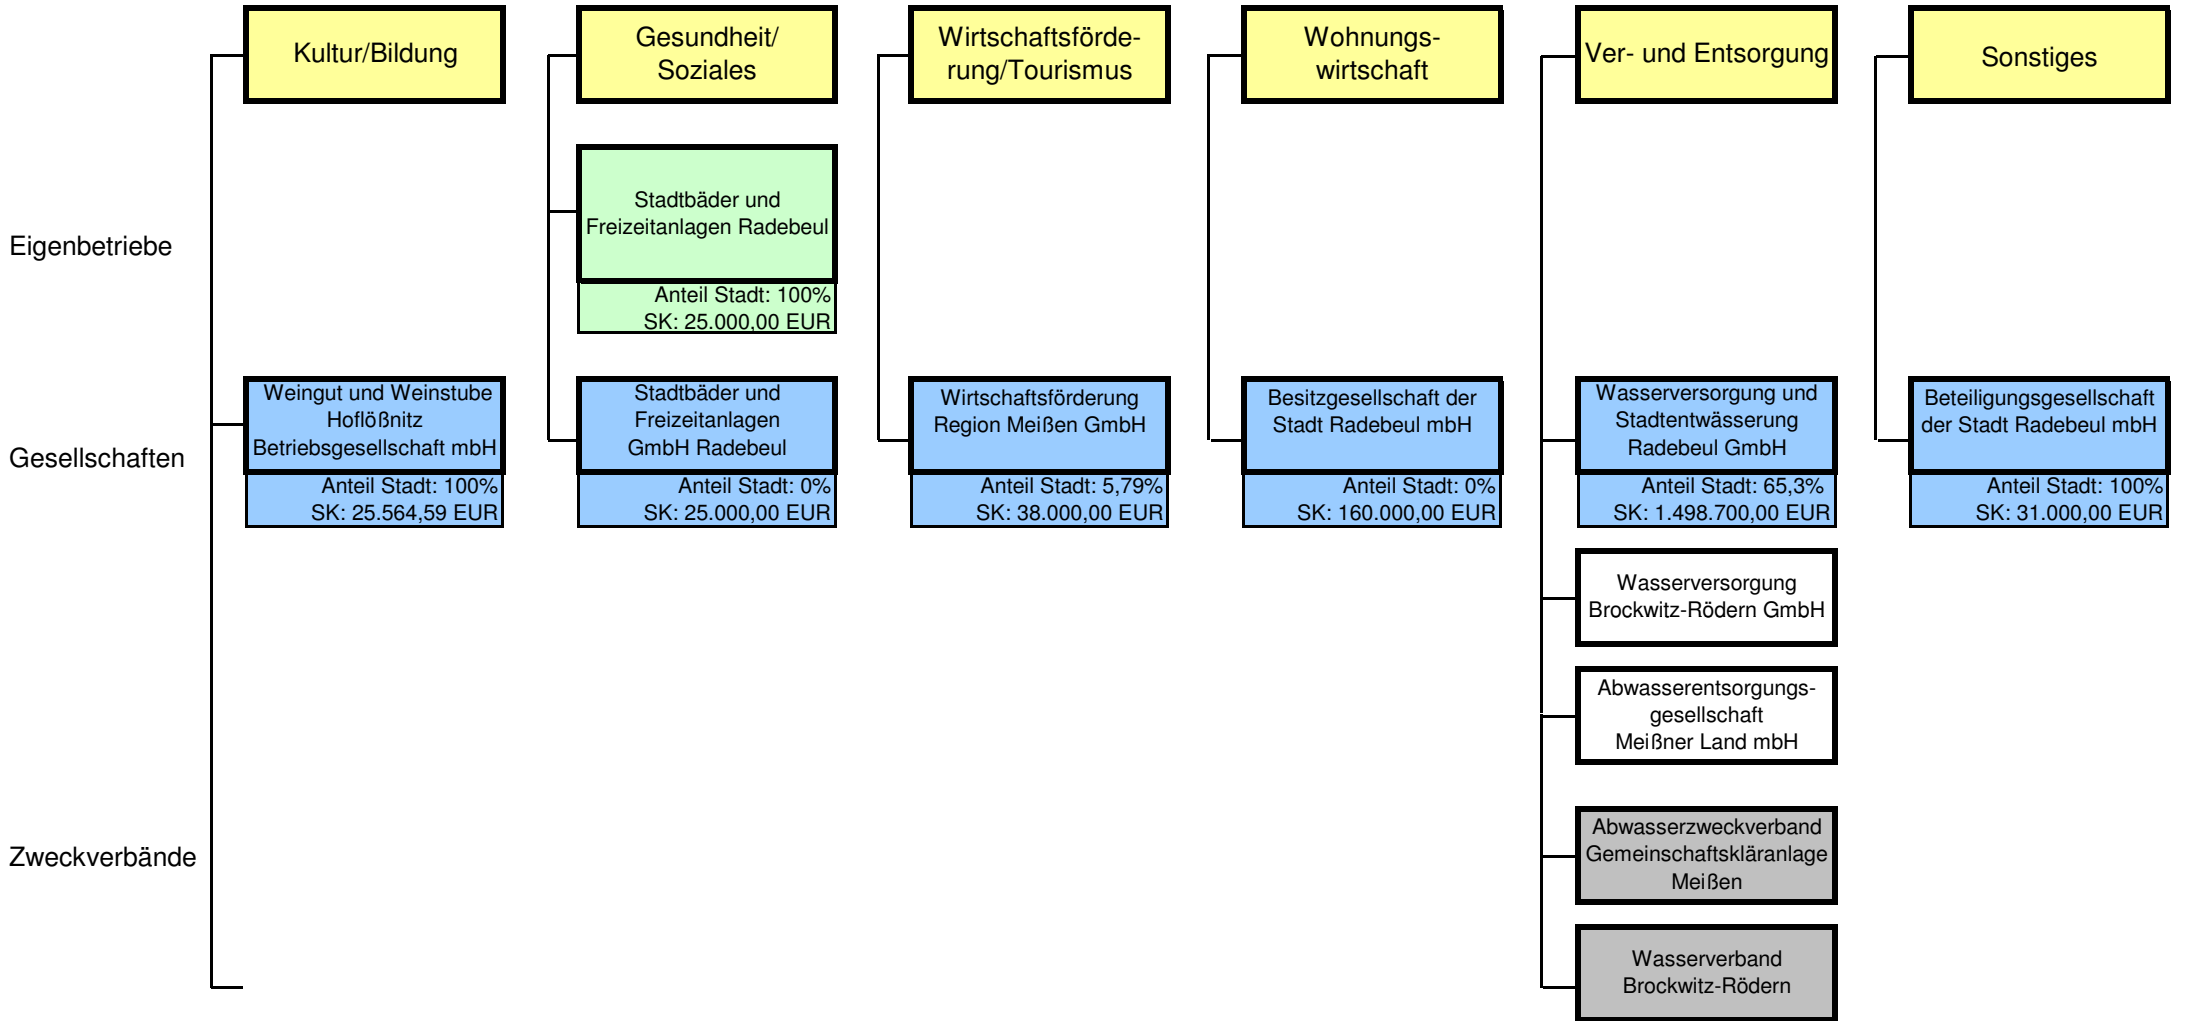 Kultur/Bildung
Gesundheit/
Soziales
Wirtschaftsförde-
rung/Tourismus
Wohnungs-
wirtschaft
Ver- und Entsorgung
Sonstiges
Eigenbetriebe
Stadtbäder und
Freizeitanlagen Radebeul
Anteil Stadt: 100%
SK: 25.000,00 EUR
Gesellschaften
Weingut und Weinstube
Hoflößnitz
Betriebsgesellschaft mbH
Anteil Stadt: 100%
SK: 25.564,59 EUR
Stadtbäder und
Freizeitanlagen
GmbH Radebeul
Anteil Stadt: 0%
SK: 25.000,00 EUR
Wirtschaftsförderung
Region Meißen GmbH
Anteil Stadt: 5,79%
SK: 38.000,00 EUR
Besitzgesellschaft der
Stadt Radebeul mbH
Anteil Stadt: 0%
SK: 160.000,00 EUR
Wasserversorgung und
Stadtentwässerung
Radebeul GmbH
Anteil Stadt: 65,3%
SK: 1.498.700,00 EUR
Beteiligungsgesellschaft
der Stadt Radebeul mbH
Anteil Stadt: 100%
SK: 31.000,00 EUR
Wasserversorgung
Brockwitz-Rödern GmbH
Abwasserentsorgungs-
gesellschaft
Meißner Land mbH
Zweckverbände
Abwasserzweckverband
Gemeinschaftskläranlage
Meißen
Wasserverband
Brockwitz-Rödern